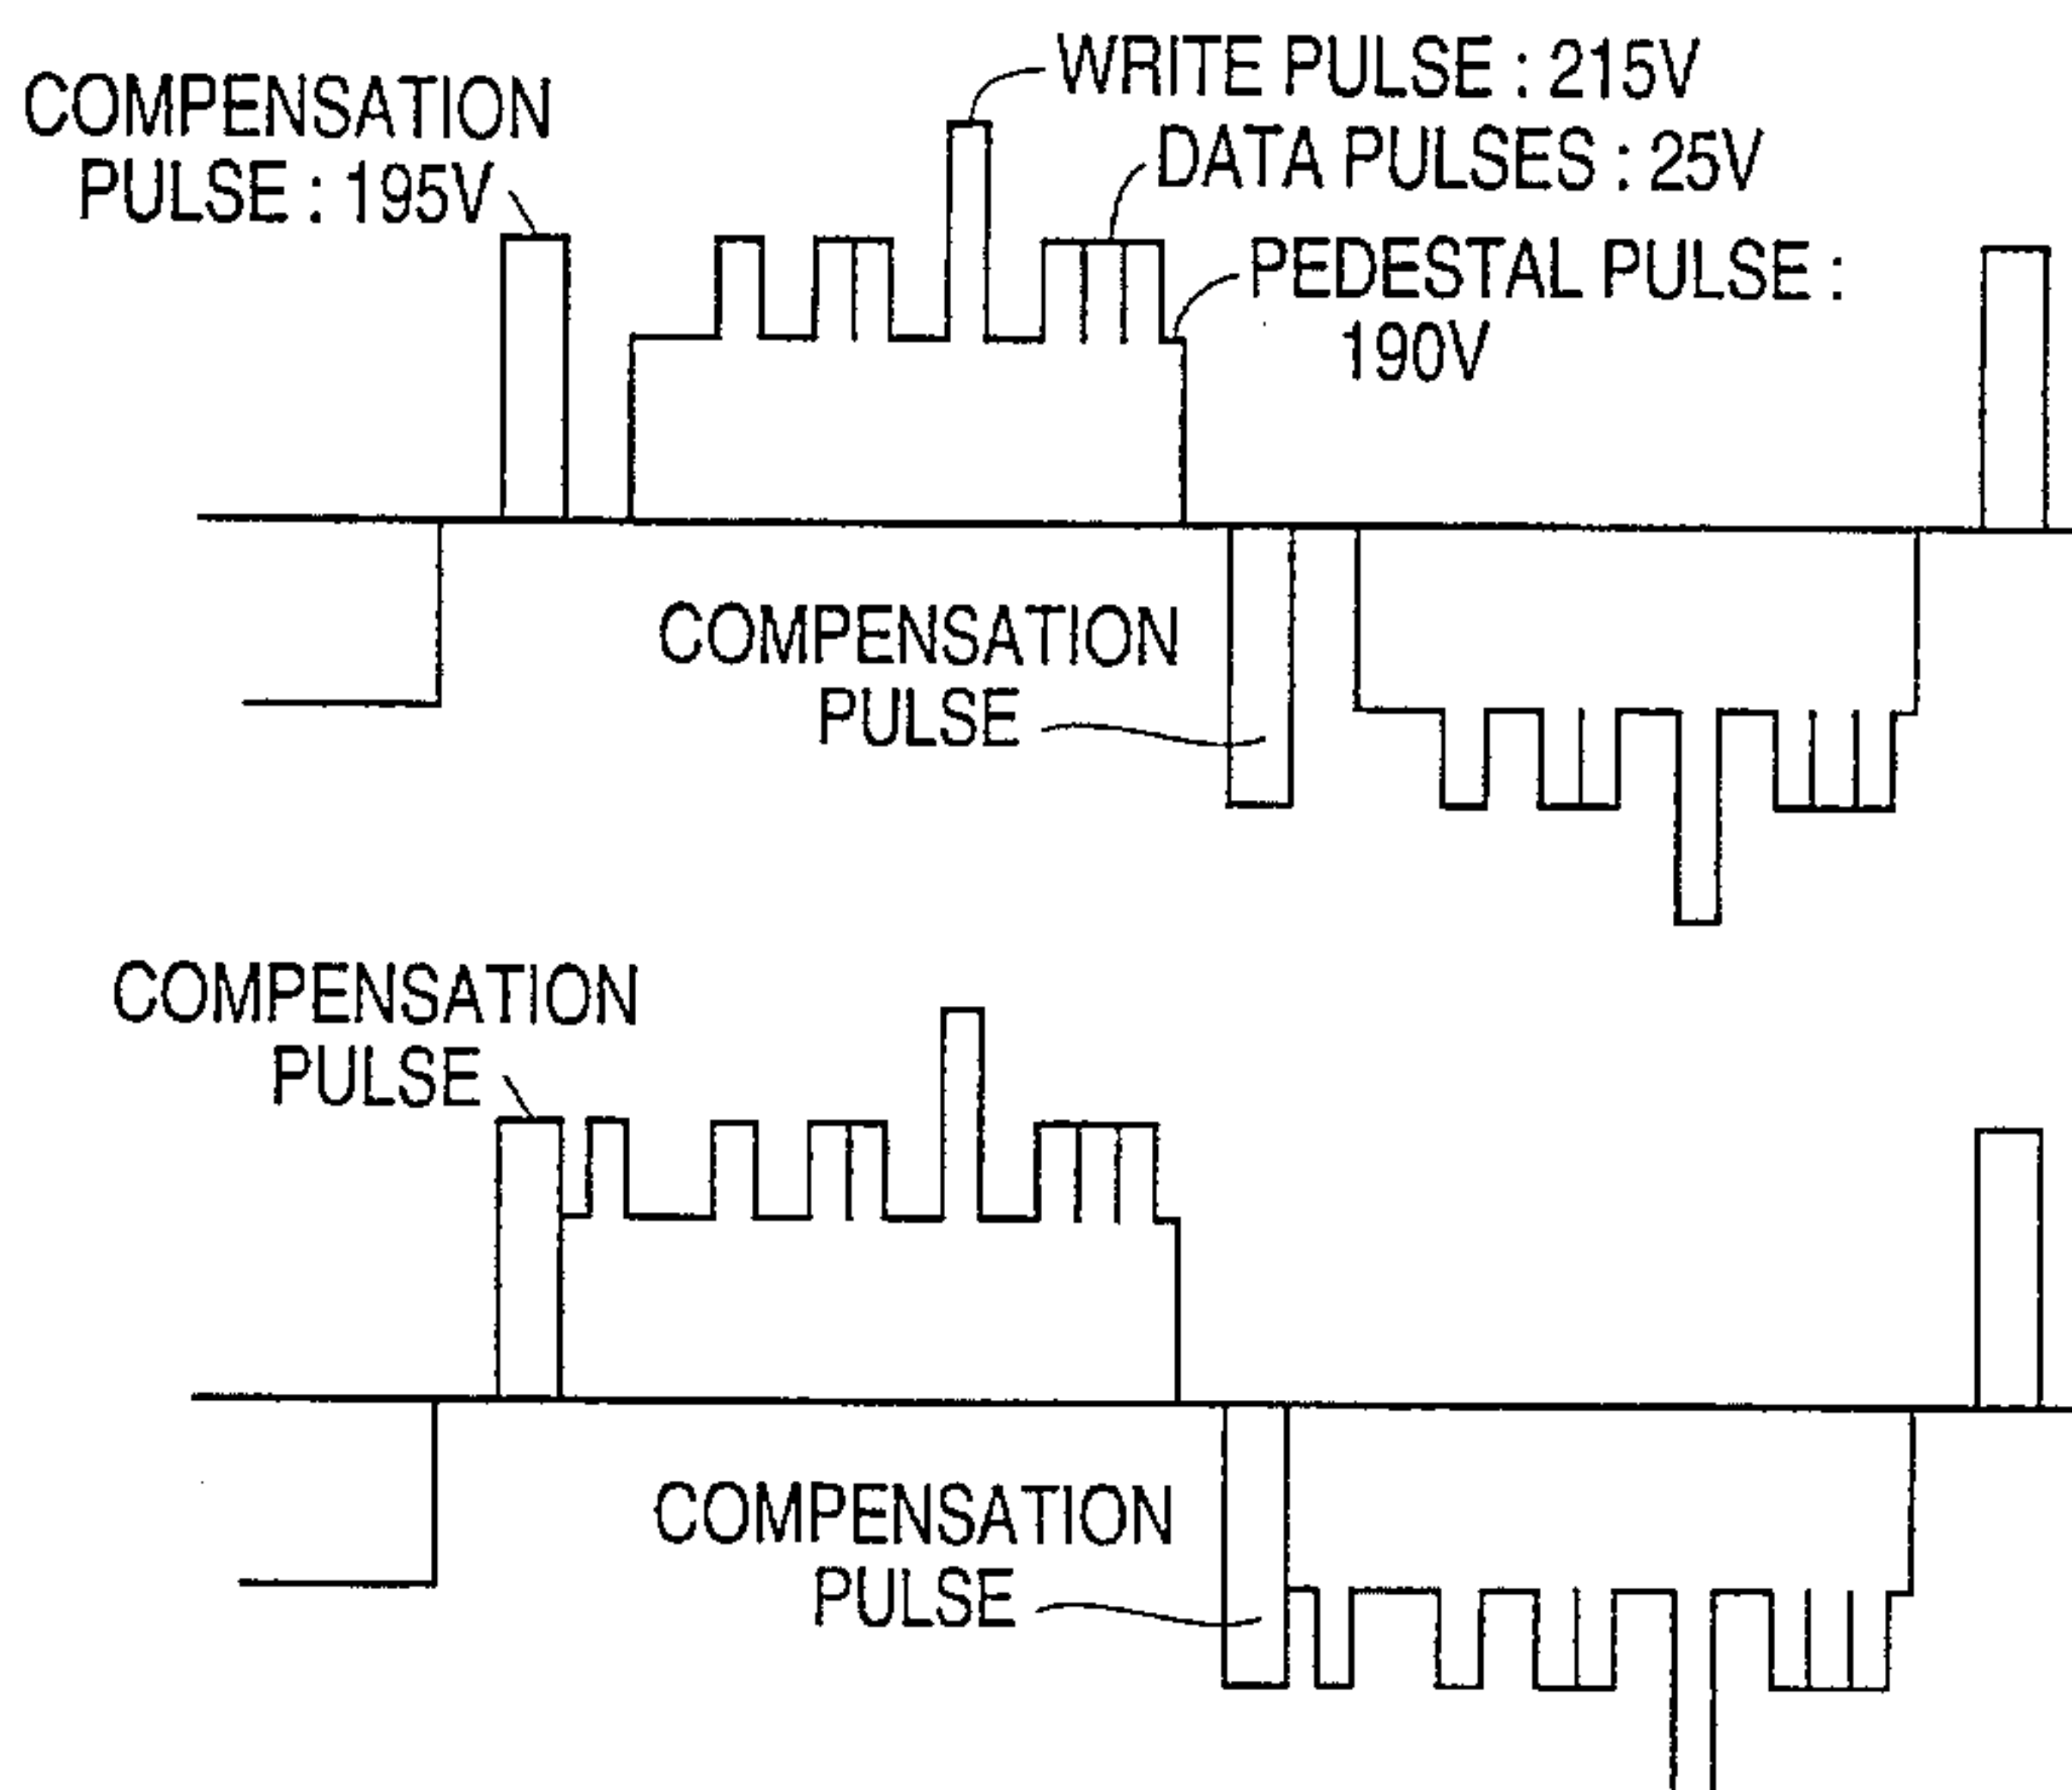 COMPENSATION
PULSE : 195V
WRITE PULSE : 215V
DATA PULSES : 25V
PEDESTAL PULSE :
190V
COMPENSATION
PULSE
COMPENSATION
PULSE
COMPENSATION
PULSE